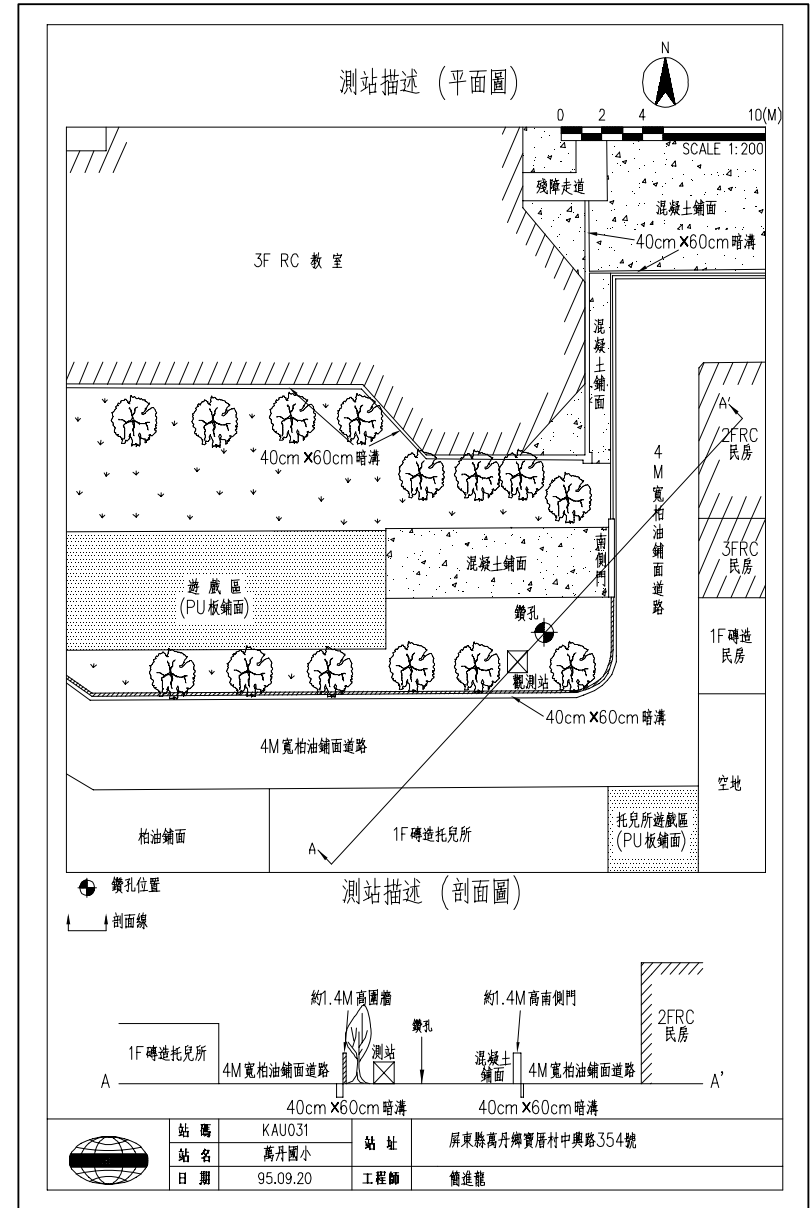 測站描述 (平面圖)
N
0 2 4 10(M)
SCALE 1:200
殘障走道
混凝土鋪面
40cm×60cm暗溝
3F RC 教室
混凝土鋪面
A'
2FRC
民房
40cm×60cm暗溝
4M寬柏油鋪面道路
3FRC
民房
混凝土鋪面
南側門
遊戲區
(PU板鋪面)
鑽孔
1F磚造
民房
觀測站
40cm×60cm暗溝
4M寬柏油鋪面道路
空地
柏油鋪面
A
1F磚造托兒所
托兒所遊戲區
(PU板鋪面)
鑽孔位置
剖面線
測站描述 (剖面圖)
約1.4M高圍牆
約1.4M高南側門
1F磚造托兒所
4M寬柏油鋪面道路
測站
鑽孔
混凝土
鋪面
4M寬柏油鋪面道路
2FRC
民房
A
A'
40cm×60cm暗溝
40cm×60cm暗溝
站碼 KAU031
站名 萬丹國小
日期 95.09.20
站址 屏東縣萬丹鄉寶厝村中興路354號
工程師 簡進龍